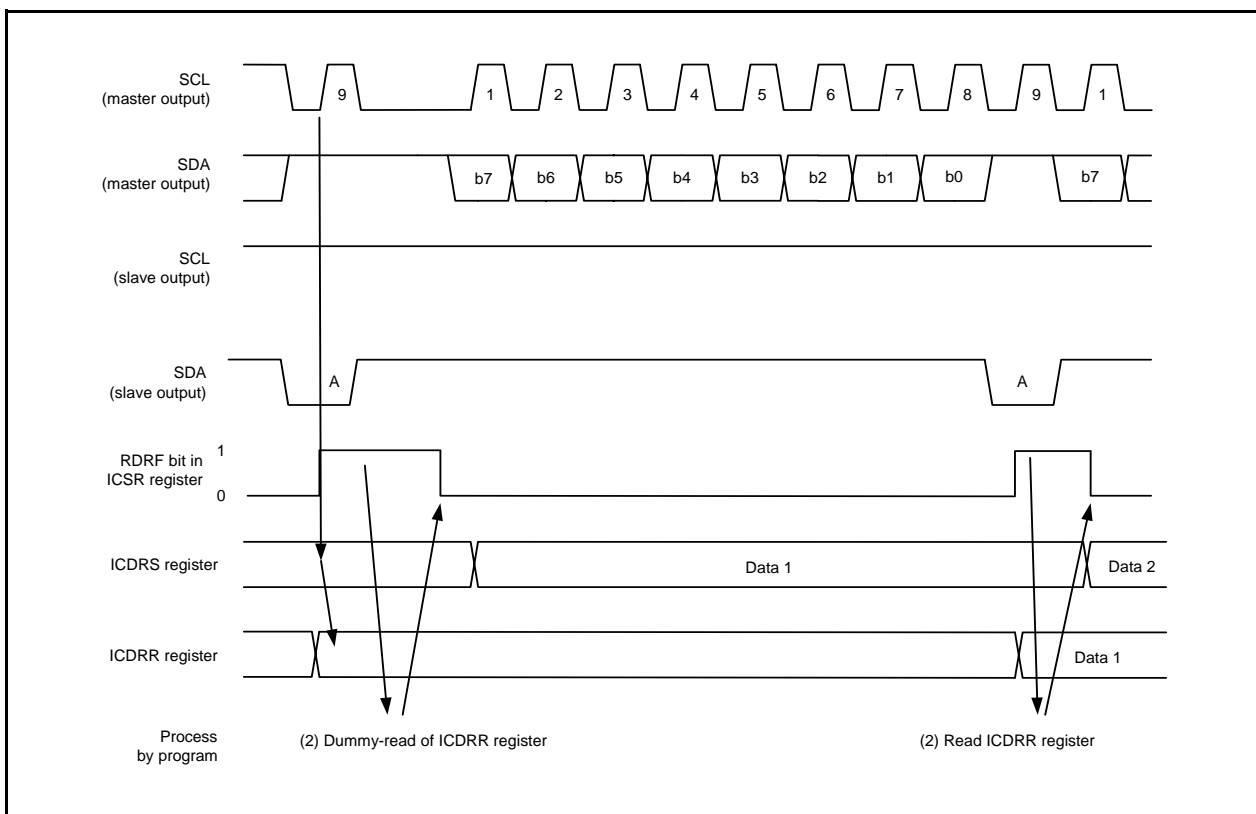 SCL
(master output)
9 1 2 3 4 5 6 7 8 9 1
SDA
(master output)
b7 b6 b5 b4 b3 b2 b1 b0 b7
SCL
(slave output)
SDA
(slave output)
A A
RDRF bit in
ICSR register
1
0
ICDRS register
Data 1 Data 2
ICDRR register
Data 1
Process
by program
(2) Dummy-read of ICDRR register
(2) Read ICDRR register